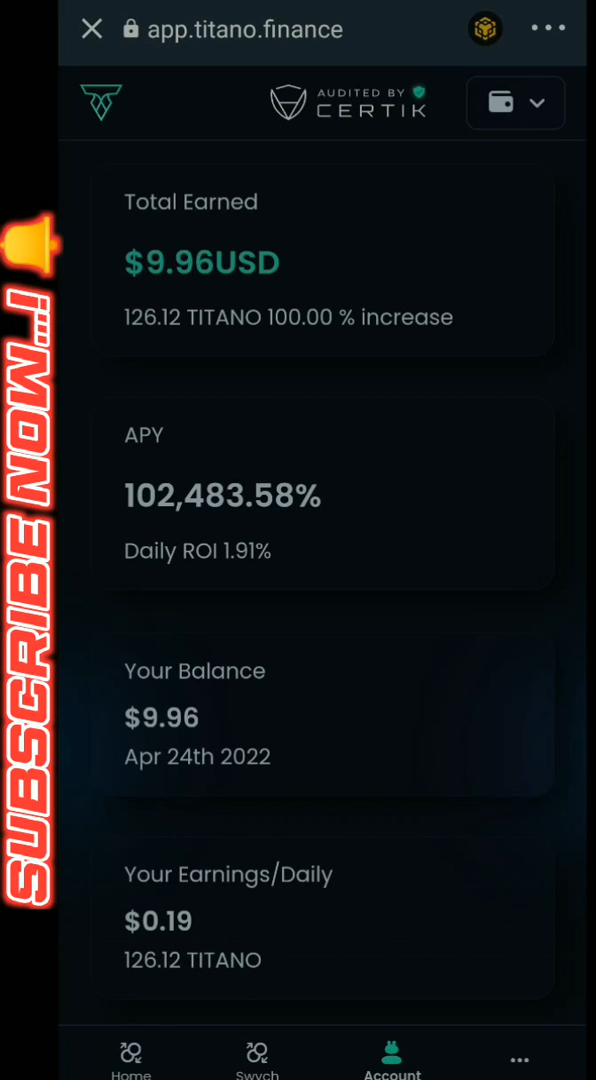 app.titano.finance
AUDITED BY
CERTIK
Total Earned
$9.96USD
126.12 TITANO 100.00 % increase
APY
102,483.58%
Daily ROI 1.91%
Your Balance
$9.96
Apr 24th 2022
Your Earnings/Daily
$0.19
126.12 TITANO
Home
Swych
Account
SUBSCRIBE NOW...!